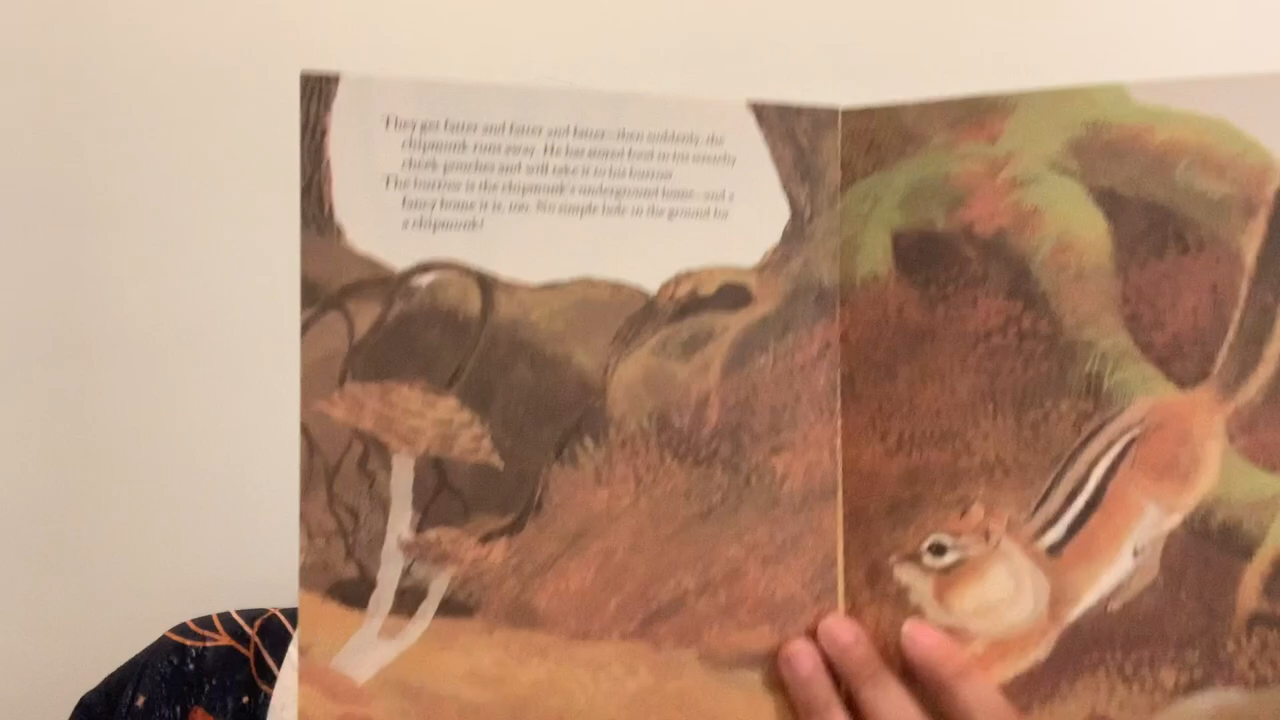 They get fatter and fatter and fatter—then suddenly, the
chipmunk runs away. He has stored food in his stretchy
cheek pouches and will take it to his burrow.
The burrow is the chipmunk's underground home—and a
fancy home it is, too. No simple hole in the ground for
a chipmunk!